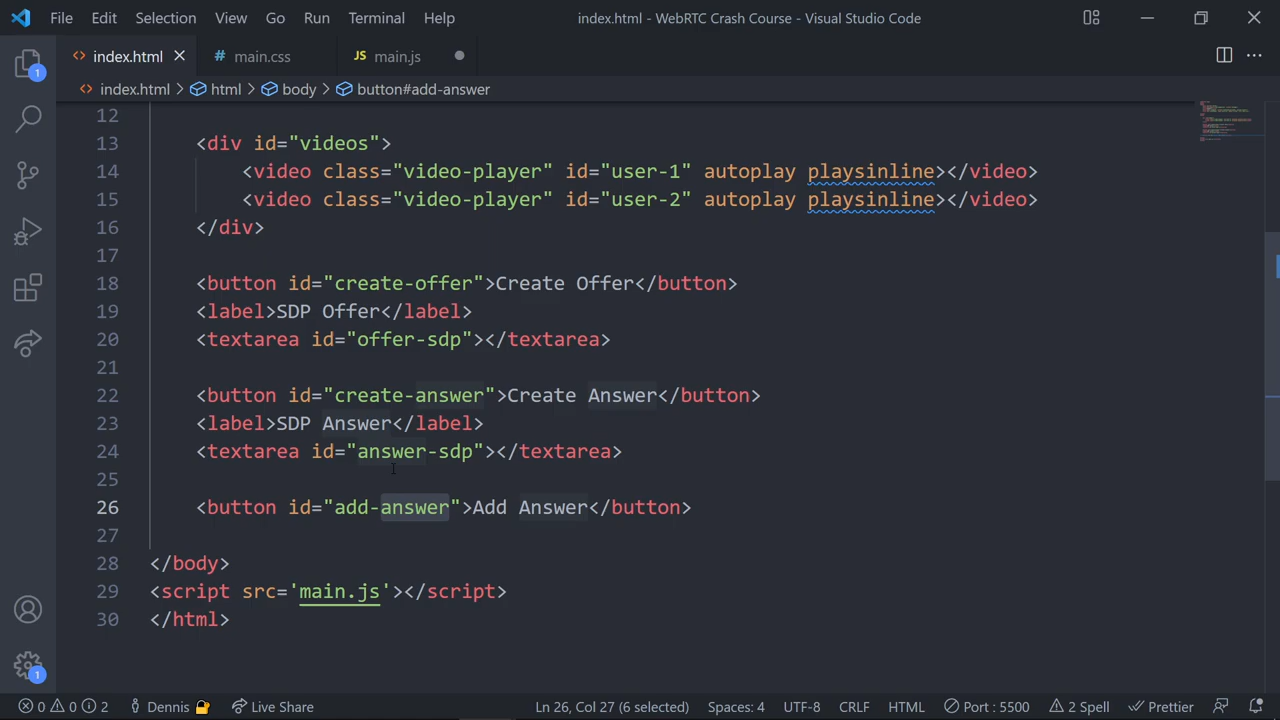 File Edit Selection View Go Run Terminal Help index.html - WebRTC Crash Course - Visual Studio Code
index.html main.css JS main.js
index.html > html > body > button#add-answer
12
13 <div id="videos">
14 <video class="video-player" id="user-1" autoplay playsinline></video>
15 <video class="video-player" id="user-2" autoplay playsinline></video>
16 </div>
17
18 <button id="create-offer">Create Offer</button>
19 <label>SDP Offer</label>
20 <textarea id="offer-sdp"></textarea>
21
22 <button id="create-answer">Create Answer</button>
23 <label>SDP Answer</label>
24 <textarea id="answer-sdp"></textarea>
25
26 <button id="add-answer">Add Answer</button>
27
28 </body>
29 <script src='main.js'></script>
30 </html>
1
1
0 0 2 Dennis Live Share Ln 26, Col 27 (6 selected) Spaces: 4 UTF-8 CRLF HTML Port : 5500 2 Spell Prettier